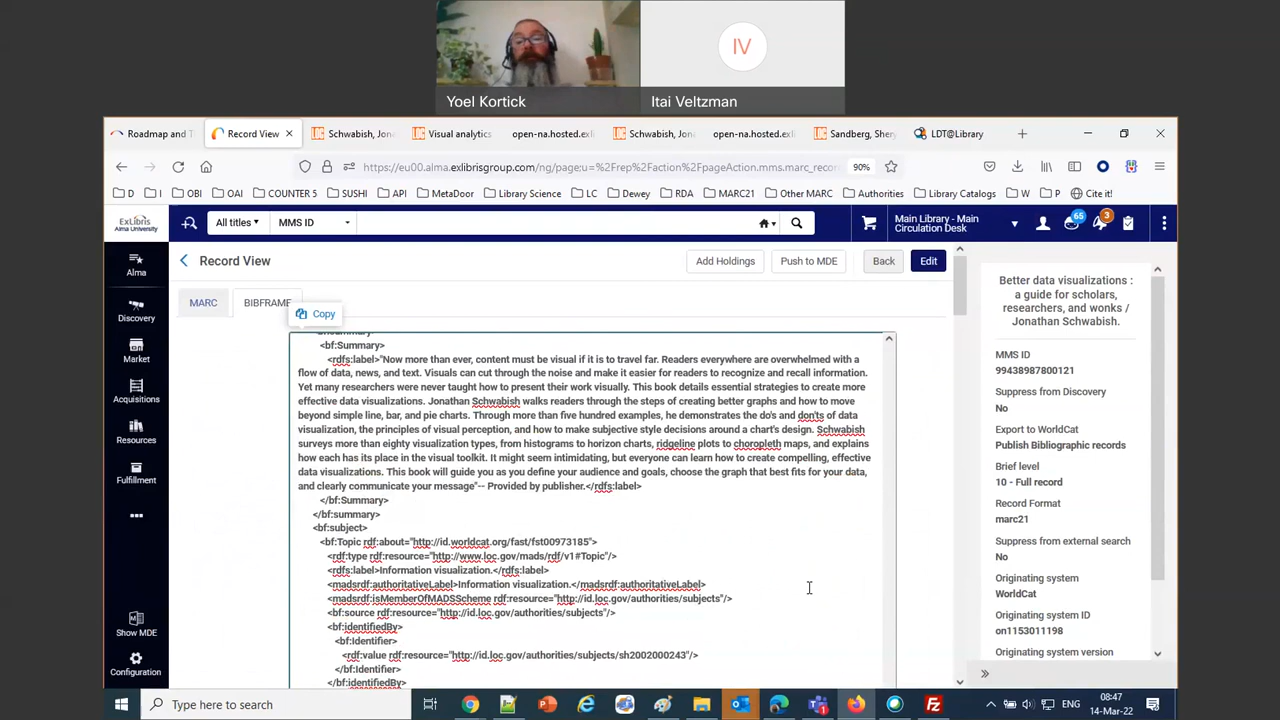 IV
Yoel Kortick
Itai Veltzman
Roadmap and T
Record View
Schwabish, Jon
Visual analytics
open-na.hosted.exli
Schwabish, Jon
open-na.hosted.exli
Sandberg, Shery
LDT@Library
https://eu00.alma.exlibrisgroup.com/ng/page;u=%2Frep%2Faction%2FpageAction.mms.marc_recor
90%
D
I
OBI
OAI
COUNTER 5
SUSHI
API
MetaDoor
Library Science
LC
Dewey
RDA
MARC21
Other MARC
Authorities
Library Catalogs
W
P
Cite it!
ExLibris
Alma University
All titles
MMS ID
Main Library - Main
Circulation Desk
65
3
Alma
Discovery
Market
Acquisitions
Resources
Fulfillment
Show MDE
Configuration
Record View
Add Holdings
Push to MDE
Back
Edit
MARC
BIBFRAME
Copy
<bf:Summary>
<rdfs:label>"Now more than ever, content must be visual if it is to travel far. Readers everywhere are overwhelmed with a
flow of data, news, and text. Visuals can cut through the noise and make it easier for readers to recognize and recall information.
Yet many researchers were never taught how to present their work visually. This book details essential strategies to create more
effective data visualizations. Jonathan Schwabish walks readers through the steps of creating better graphs and how to move
beyond simple line, bar, and pie charts. Through more than five hundred examples, he demonstrates the do's and don'ts of data
visualization, the principles of visual perception, and how to make subjective style decisions around a chart's design. Schwabish
surveys more than eighty visualization types, from histograms to horizon charts, ridgeline plots to choropleth maps, and explains
how each has its place in the visual toolkit. It might seem intimidating, but everyone can learn how to create compelling, effective
data visualizations. This book will guide you as you define your audience and goals, choose the graph that best fits for your data,
and clearly communicate your message"-- Provided by publisher.</rdfs:label>
</bf:Summary>
</bf:summary>
<bf:subject>
<bf:Topic rdf:about="http://id.worldcat.org/fast/fst00973185">
<rdf:type rdf:resource="http://www.loc.gov/mads/rdf/v1#Topic"/>
<rdfs:label>Information visualization.</rdfs:label>
<madsrdf:authoritativeLabel>Information visualization.</madsrdf:authoritativeLabel>
<madsrdf:isMemberOfMADSScheme rdf:resource="http://id.loc.gov/authorities/subjects"/>
<bf:source rdf:resource="http://id.loc.gov/authorities/subjects"/>
<bf:identifiedBy>
<bf:Identifier>
<rdf:value rdf:resource="http://id.loc.gov/authorities/subjects/sh2002000243"/>
</bf:Identifier>
</bf:identifiedBy>
Better data visualizations :
a guide for scholars,
researchers, and wonks /
Jonathan Schwabish.
MMS ID
99438987800121
Suppress from Discovery
No
Export to WorldCat
Publish Bibliographic records
Brief level
10 - Full record
Record Format
marc21
Suppress from external search
No
Originating system
WorldCat
Originating system ID
on1153011198
Originating system version
Type here to search
ENG
08:47
14-Mar-22